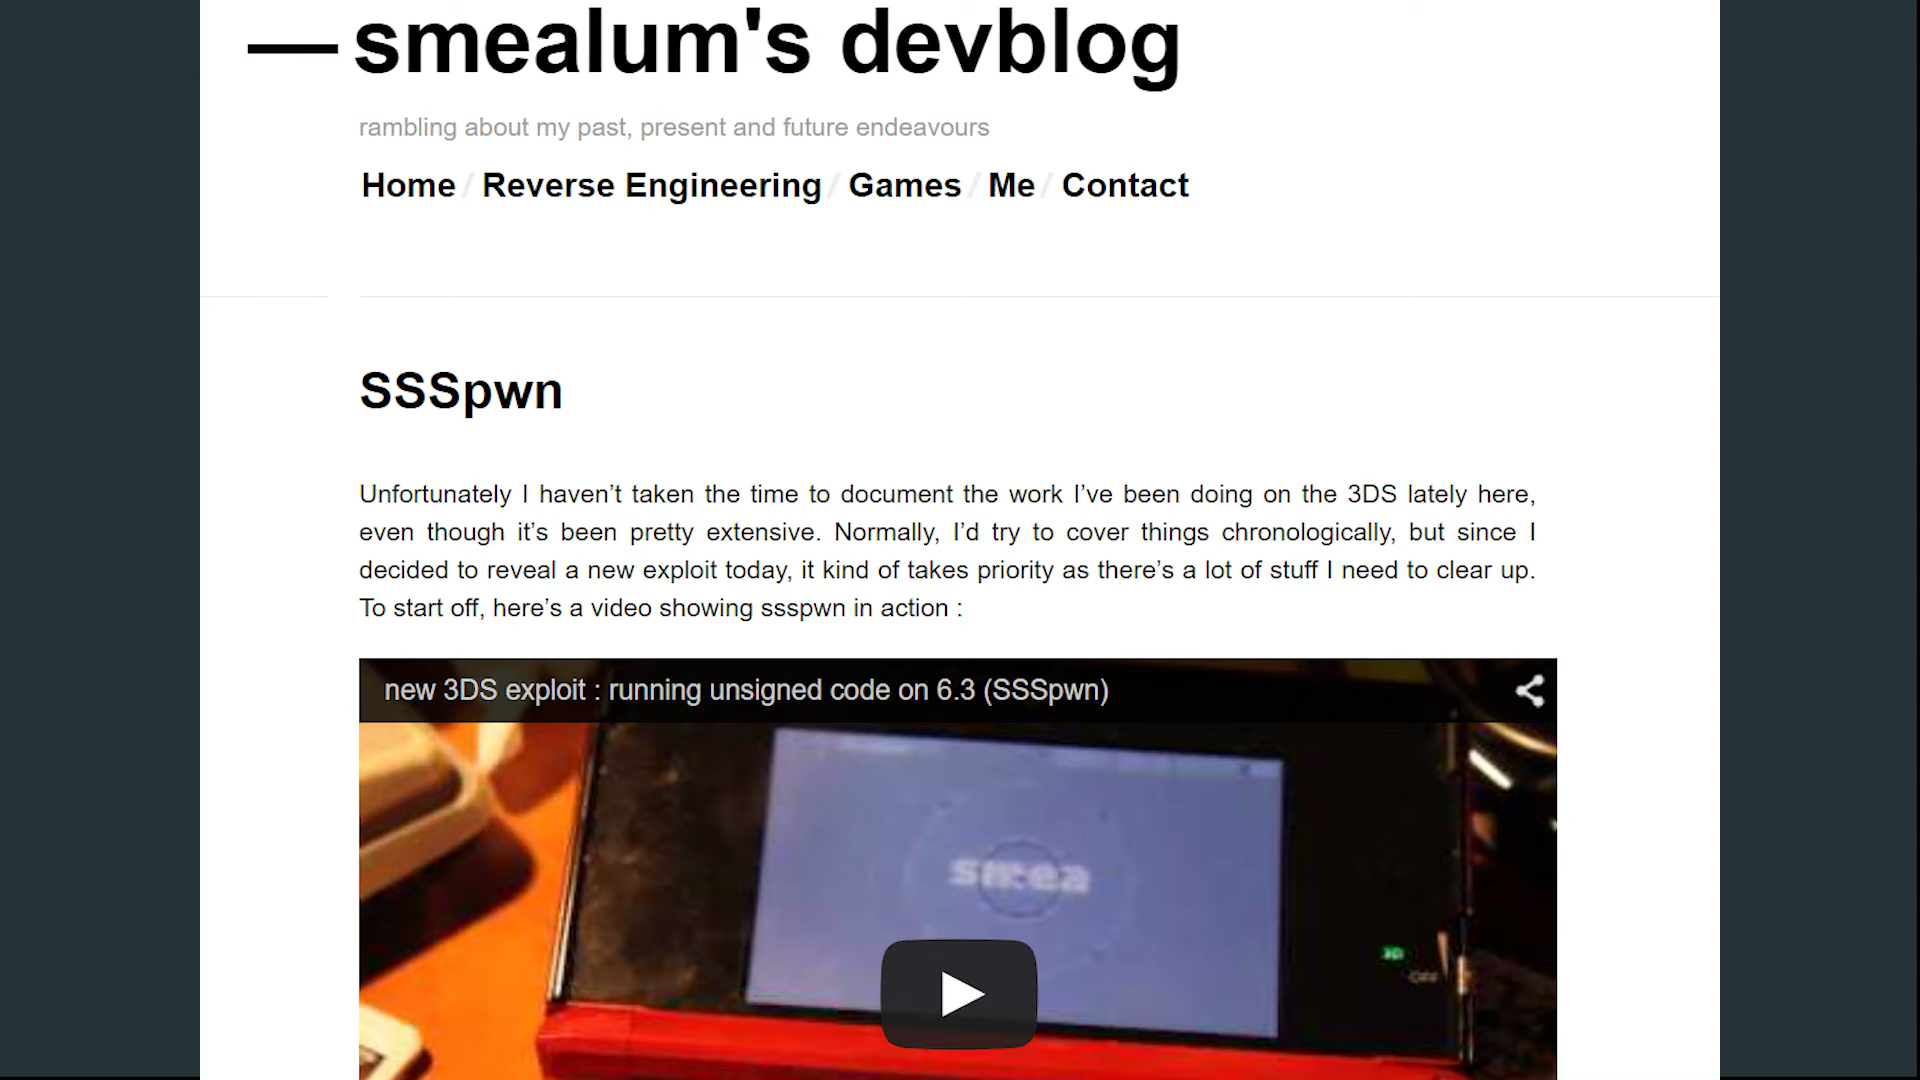 — smealum's devblog
rambling about my past, present and future endeavours
Home / Reverse Engineering / Games / Me / Contact
SSSpwn
Unfortunately I haven’t taken the time to document the work I’ve been doing on the 3DS lately here,
even though it’s been pretty extensive. Normally, I’d try to cover things chronologically, but since I
decided to reveal a new exploit today, it kind of takes priority as there’s a lot of stuff I need to clear up.
To start off, here’s a video showing ssspwn in action :
new 3DS exploit : running unsigned code on 6.3 (SSSpwn)
smea
3D
OFF